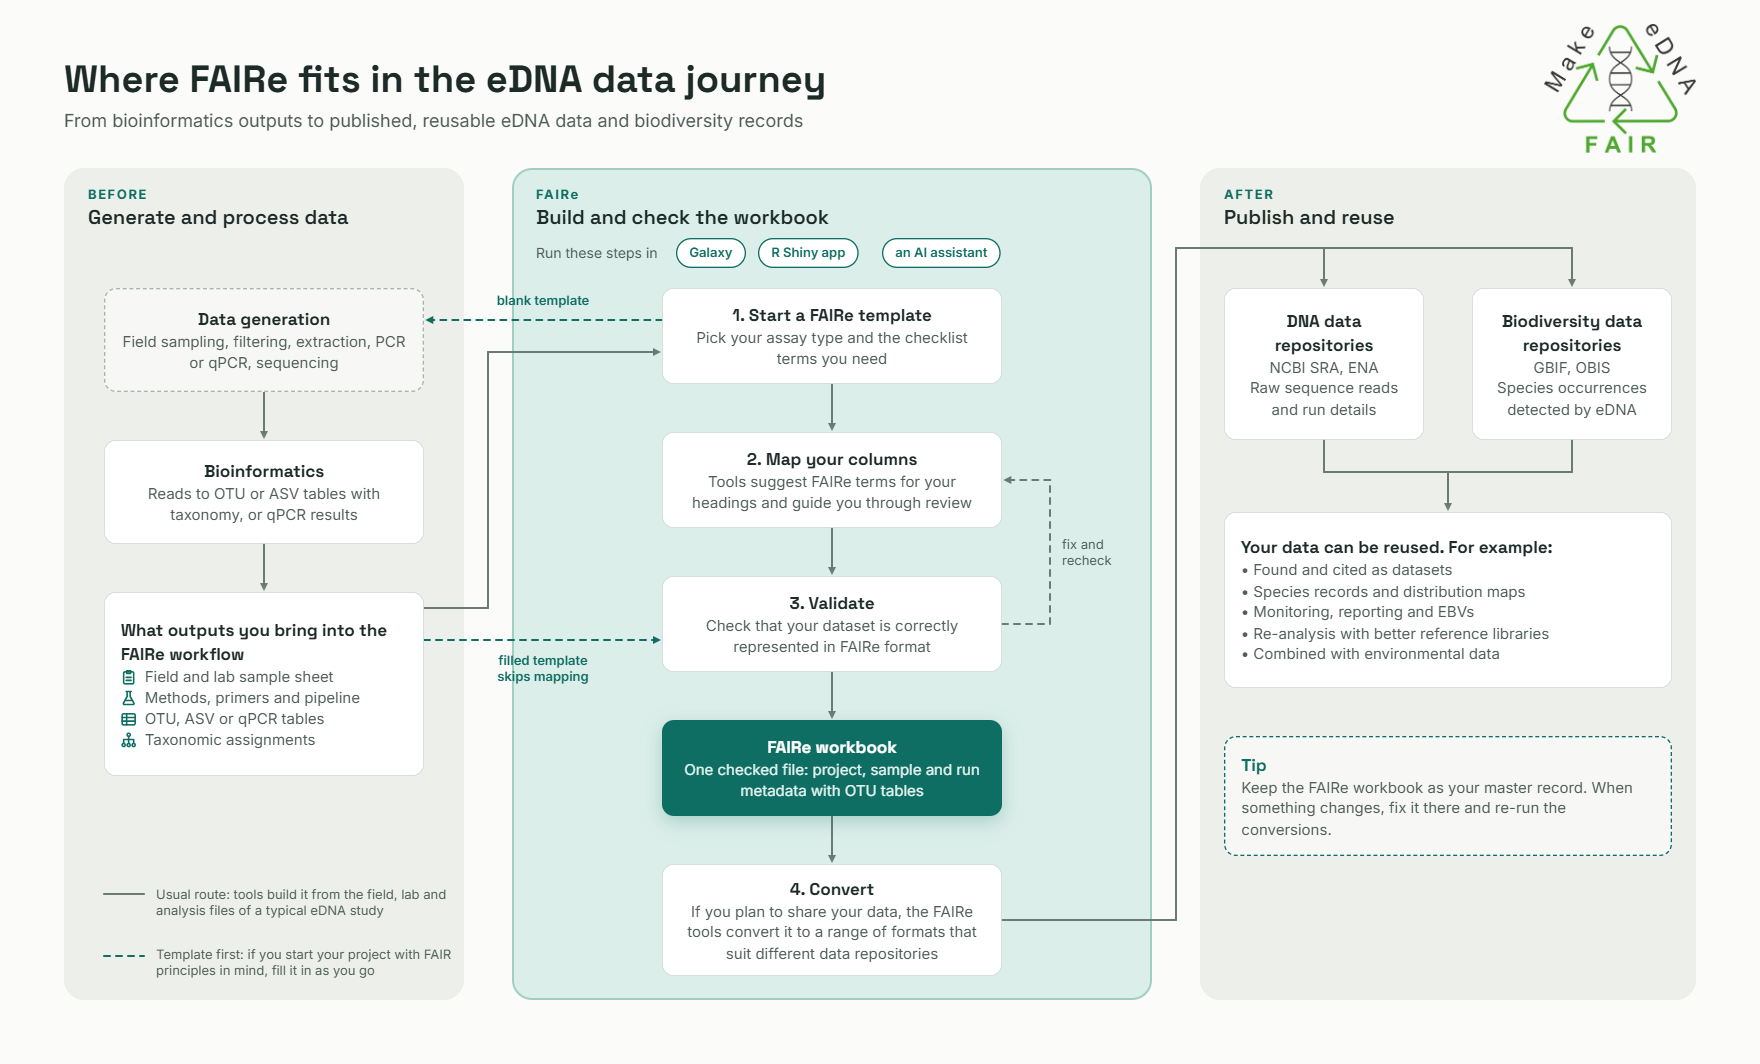 Where FAIRe fits in the eDNA data journey
From bioinformatics outputs to published, reusable eDNA data and biodiversity records
Make eDNA
FAIR
BEFORE
Generate and process data
Data generation
Field sampling, filtering, extraction, PCR
or qPCR, sequencing
Bioinformatics
Reads to OTU or ASV tables with
taxonomy, or qPCR results
What outputs you bring into the
FAIRe workflow
Field and lab sample sheet
Methods, primers and pipeline
OTU, ASV or qPCR tables
Taxonomic assignments
Usual route: tools build it from the field, lab and
analysis files of a typical eDNA study
Template first: if you start your project with FAIR
principles in mind, fill it in as you go
blank template
filled template
skips mapping
FAIRe
Build and check the workbook
Run these steps in Galaxy R Shiny app an AI assistant
1. Start a FAIRe template
Pick your assay type and the checklist
terms you need
2. Map your columns
Tools suggest FAIRe terms for your
headings and guide you through review
fix and
recheck
3. Validate
Check that your dataset is correctly
represented in FAIRe format
FAIRe workbook
One checked file: project, sample and run
metadata with OTU tables
4. Convert
If you plan to share your data, the FAIRe
tools convert it to a range of formats that
suit different data repositories
AFTER
Publish and reuse
DNA data
repositories
NCBI SRA, ENA
Raw sequence reads
and run details
Biodiversity data
repositories
GBIF, OBIS
Species occurrences
detected by eDNA
Your data can be reused. For example:
• Found and cited as datasets
• Species records and distribution maps
• Monitoring, reporting and EBVs
• Re-analysis with better reference libraries
• Combined with environmental data
Tip
Keep the FAIRe workbook as your master record. When
something changes, fix it there and re-run the
conversions.